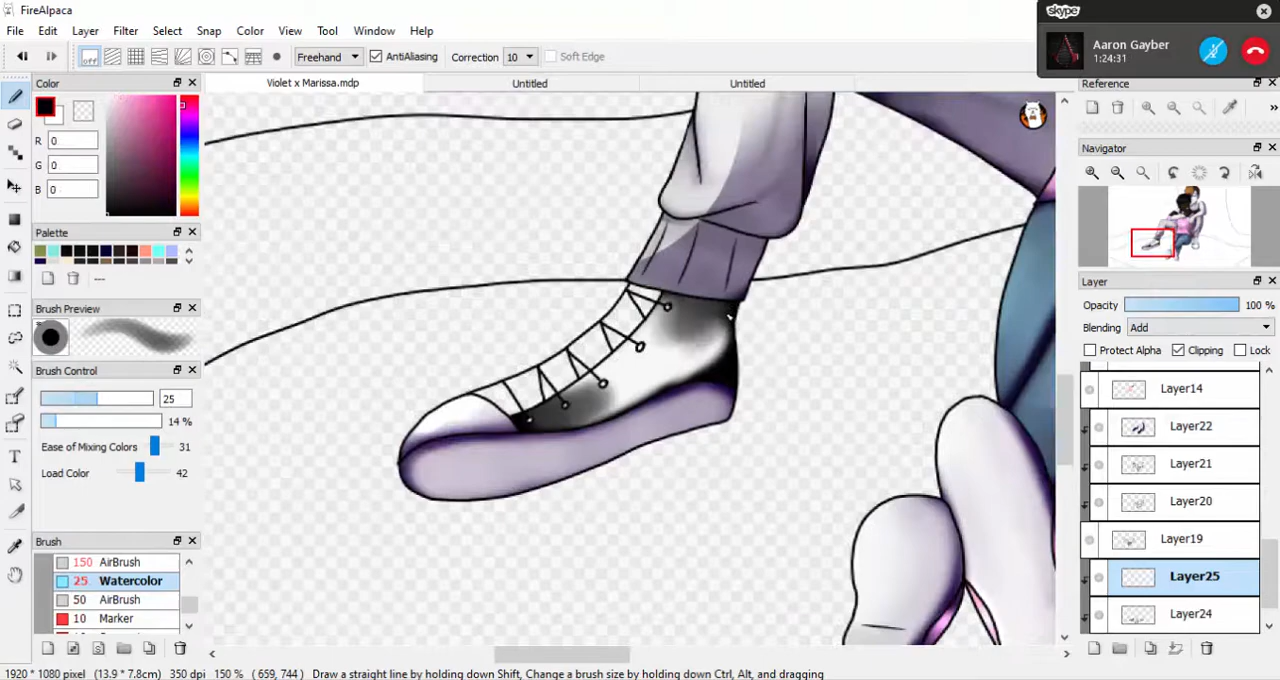 FireAlpaca
File Edit Layer Filter Select Snap Color View Tool Window Help
off Freehand AntiAliasing Correction 10 Soft Edge
skype
Aaron Gayber
1:24:31
Color
Violet x Marissa.mdp Untitled Untitled
Reference
R 0
G 0
B 0
Navigator
Palette
---
Brush Preview
Layer
Opacity 100 %
Blending Add
Protect Alpha Clipping Lock
Brush Control
25
14 %
Ease of Mixing Colors 31
Load Color 42
Layer14
Layer22
Layer21
Layer20
Layer19
Layer25
Layer24
Brush
150 AirBrush
25 Watercolor
50 AirBrush
10 Marker
1920 * 1080 pixel (13.9 * 7.8cm) 350 dpi 150 % ( 659, 744 ) Draw a straight line by holding down Shift, Change a brush size by holding down Ctrl, Alt, and dragging